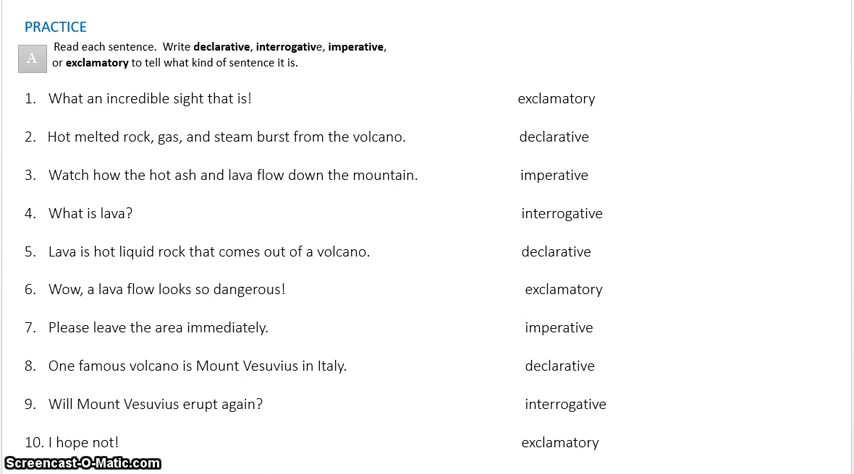 PRACTICE
A
Read each sentence. Write declarative, interrogative, imperative,
or exclamatory to tell what kind of sentence it is.
1. What an incredible sight that is! exclamatory
2. Hot melted rock, gas, and steam burst from the volcano. declarative
3. Watch how the hot ash and lava flow down the mountain. imperative
4. What is lava? interrogative
5. Lava is hot liquid rock that comes out of a volcano. declarative
6. Wow, a lava flow looks so dangerous! exclamatory
7. Please leave the area immediately. imperative
8. One famous volcano is Mount Vesuvius in Italy. declarative
9. Will Mount Vesuvius erupt again? interrogative
10. I hope not! exclamatory
Screencast-O-Matic.com